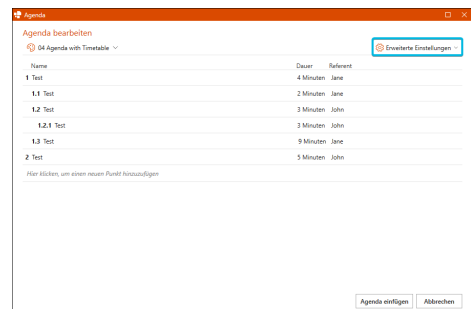 Agenda
Agenda bearbeiten
04 Agenda with Timetable
Erweiterte Einstellungen
Name Dauer Referent
1 Test 4 Minuten Jane
1.1 Test 2 Minuten Jane
1.2 Test 3 Minuten John
1.2.1 Test 3 Minuten John
1.3 Test 9 Minuten Jane
2 Test 5 Minuten John
Hier klicken, um einen neuen Punkt hinzuzufügen
Agenda einfügen Abbrechen